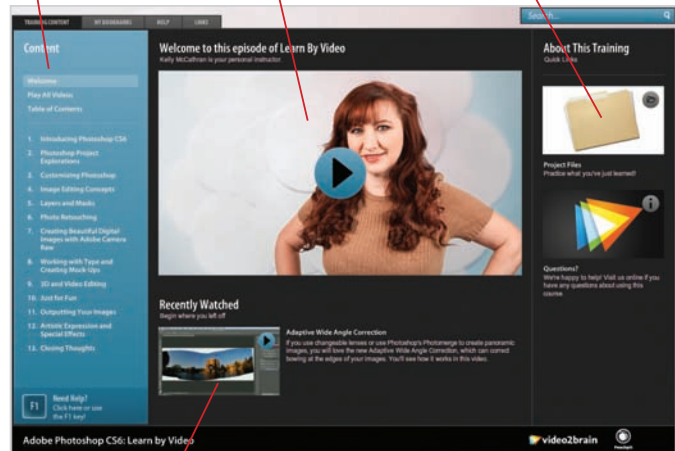 TRAINING CONTENT
MY BOOKMARKS
HELP
LINKS
Search...
Content
Welcome
Play All Videos
Table of Contents
1. Introducing Photoshop CS6
2. Photoshop Project
Explorations
3. Customizing Photoshop
4. Image Editing Concepts
5. Layers and Masks
6. Photo Retouching
7. Creating Beautiful Digital
Images with Adobe Camera
Raw
8. Working with Type and
Creating Mock-Ups
9. 3D and Video Editing
10. Just for Fun
11. Outputting Your Images
12. Artistic Expression and
Special Effects
13. Closing Thoughts
F1
Need Help?
Click here or use
the F1 key!
Welcome to this episode of Learn By Video
Kelly McCathran is your personal instructor.
Recently Watched
Begin where you left off
Adaptive Wide Angle Correction
If you use changeable lenses or use Photoshop's Photomerge to create panoramic
images, you will love the new Adaptive Wide Angle Correction, which can correct
bowing at the edges of your images. You'll see how it works in this video.
About This Training
Quick Links
Project Files
Practice what you've just learned!
Questions?
We're happy to help! Visit us online if you
have any questions about using this
course.
Adobe Photoshop CS6: Learn by Video
video2brain